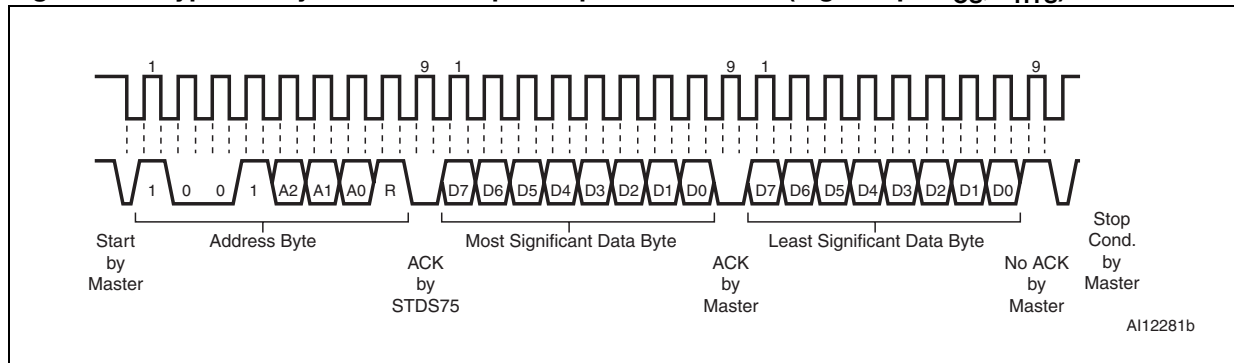 1 9 1 9 1 9
1 0 0 1 A2 A1 A0 R D7 D6 D5 D4 D3 D2 D1 D0 D7 D6 D5 D4 D3 D2 D1 D0
Start
by
Master
Address Byte
ACK
by
STDS75
Most Significant Data Byte
ACK
by
Master
Least Significant Data Byte
No ACK
by
Master
Stop
Cond.
by
Master
AI12281b